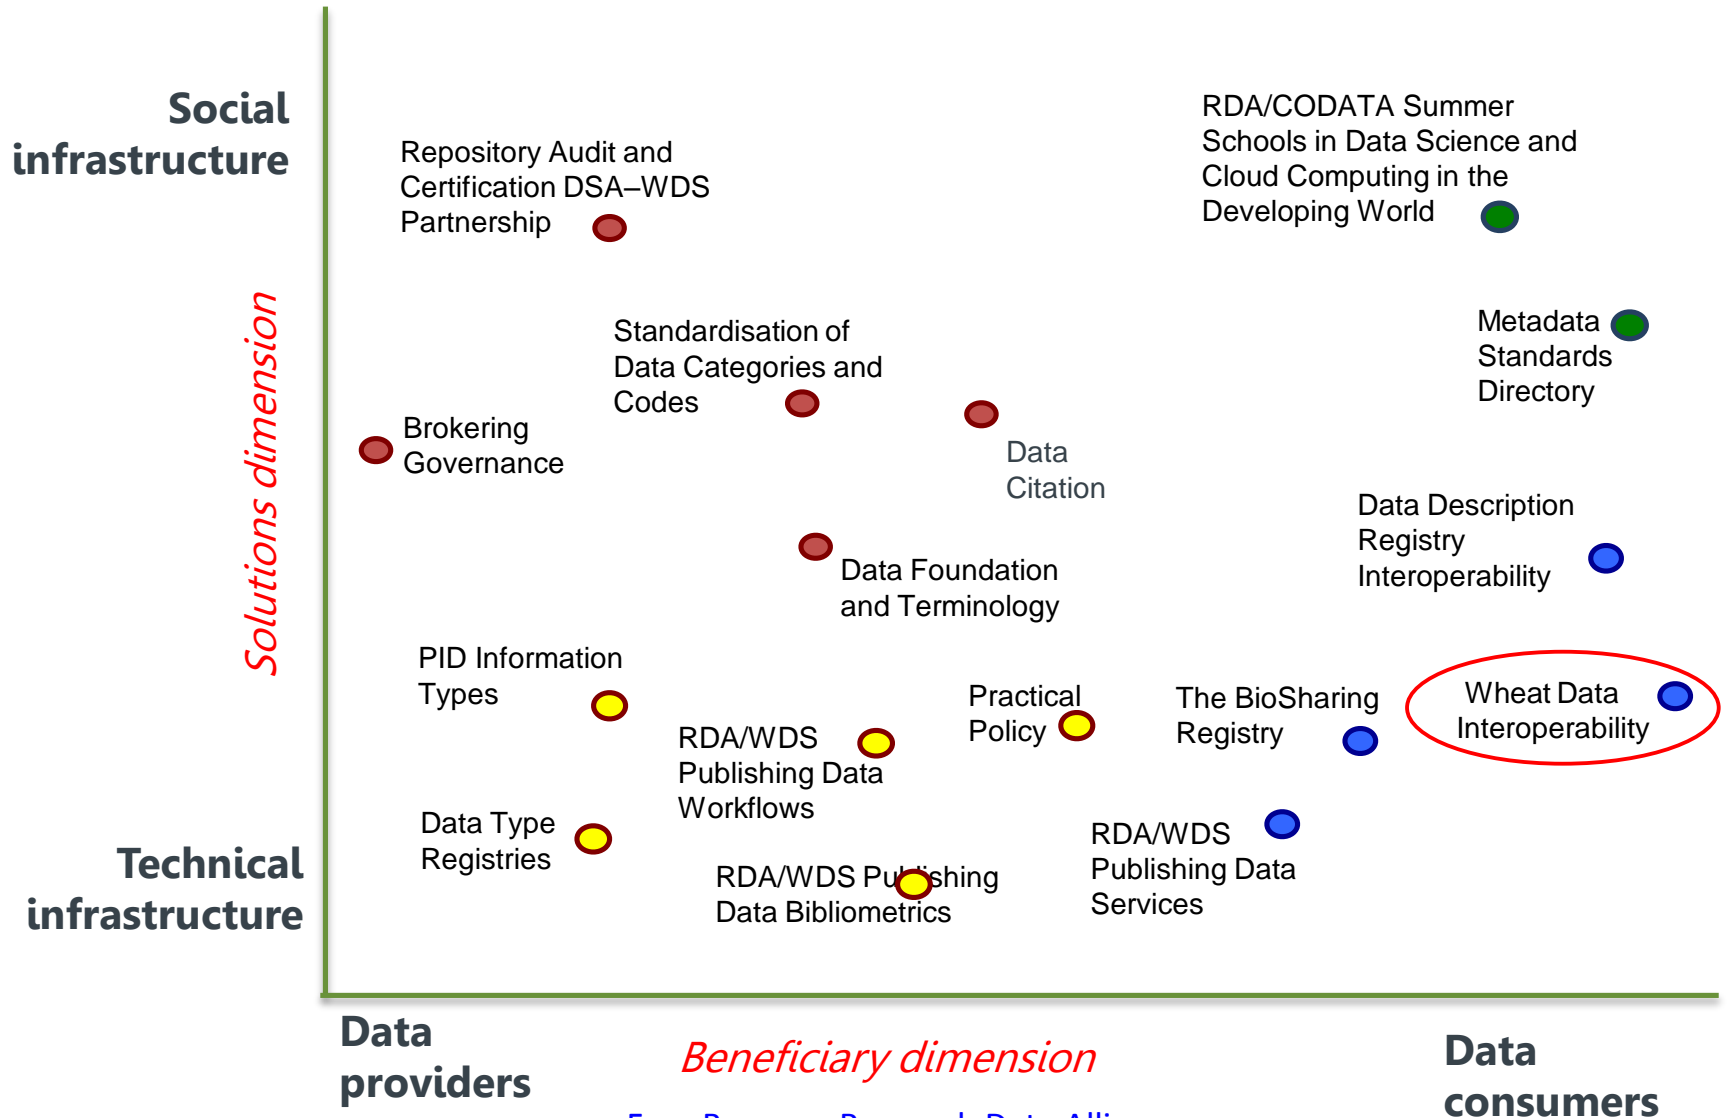 Social
infrastructure
Repository Audit and
Certification DSA–WDS
Partnership
RDA/CODATA Summer
Schools in Data Science and
Cloud Computing in the
Developing World
Solutions dimension
Standardisation of
Data Categories and
Codes
Metadata
Standards
Directory
Brokering
Governance
Data
Citation
Data Description
Registry
Interoperability
Data Foundation
and Terminology
PID Information
Types
Practical
Policy
The BioSharing
Registry
Wheat Data
Interoperability
RDA/WDS
Publishing Data
Workflows
Data Type
Registries
RDA/WDS
Publishing Data
Services
RDA/WDS Publishing
Data Bibliometrics
Technical
infrastructure
Data
providers
Beneficiary dimension
Data
consumers